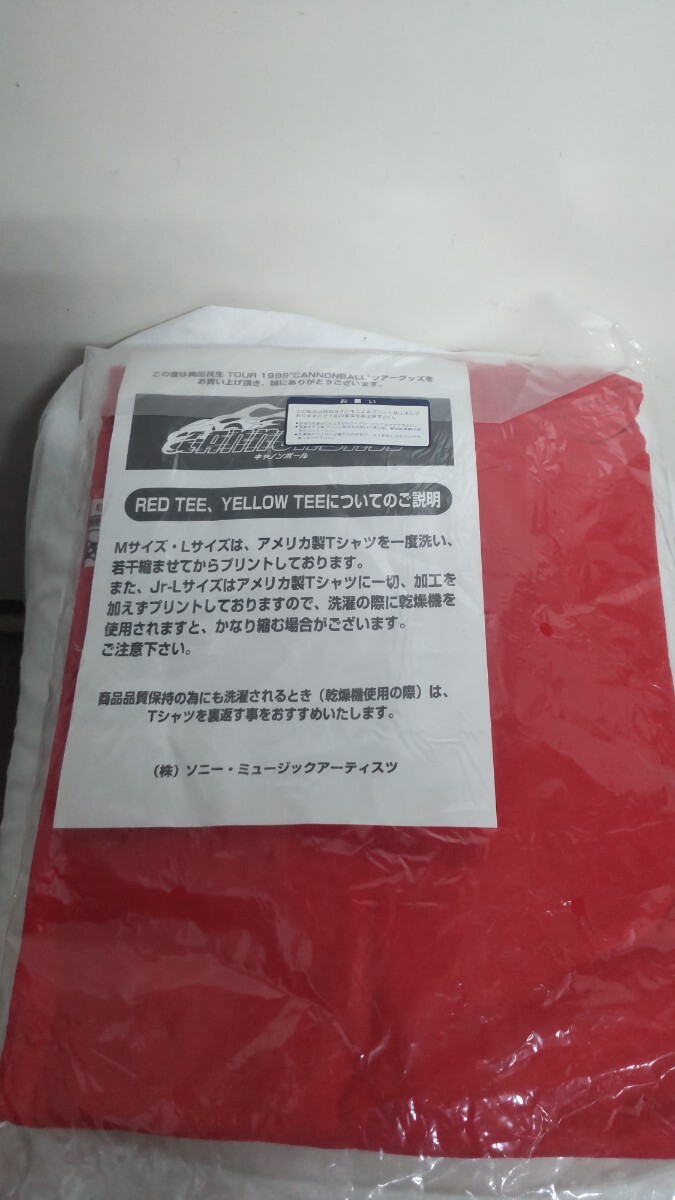 この度は奥田民生 TOUR 1999"CANNONBALL"ツアーグッズを
お買い上げ頂き、誠にありがとうございます。
お願い
キャノンボール
RED TEE、YELLOW TEEについてのご説明
Mサイズ・Lサイズは、アメリカ製Tシャツを一度洗い、
若干縮ませてからプリントしております。
また、Jr-Lサイズはアメリカ製Tシャツに一切、加工を
加えずプリントしておりますので、洗濯の際に乾燥機を
使用されますと、かなり縮む場合がございます。
ご注意下さい。
商品品質保持の為にも洗濯されるとき（乾燥機使用の際）は、
Tシャツを裏返す事をおすすめいたします。
（株）ソニー・ミュージックアーティスツ